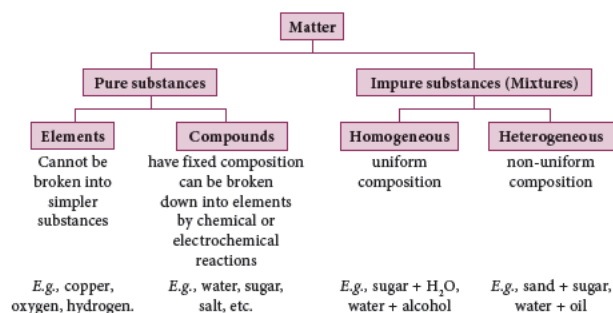 Matter
Pure substances
Impure substances (Mixtures)
Elements
Cannot be
broken into
simpler
substances
E.g., copper,
oxygen, hydrogen.
Compounds
have fixed composition
can be broken
down into elements
by chemical or
electrochemical
reactions
E.g., water, sugar,
salt, etc.
Homogeneous
uniform
composition
E.g., sugar + H₂O,
water + alcohol
Heterogeneous
non-uniform
composition
E.g., sand + sugar,
water + oil